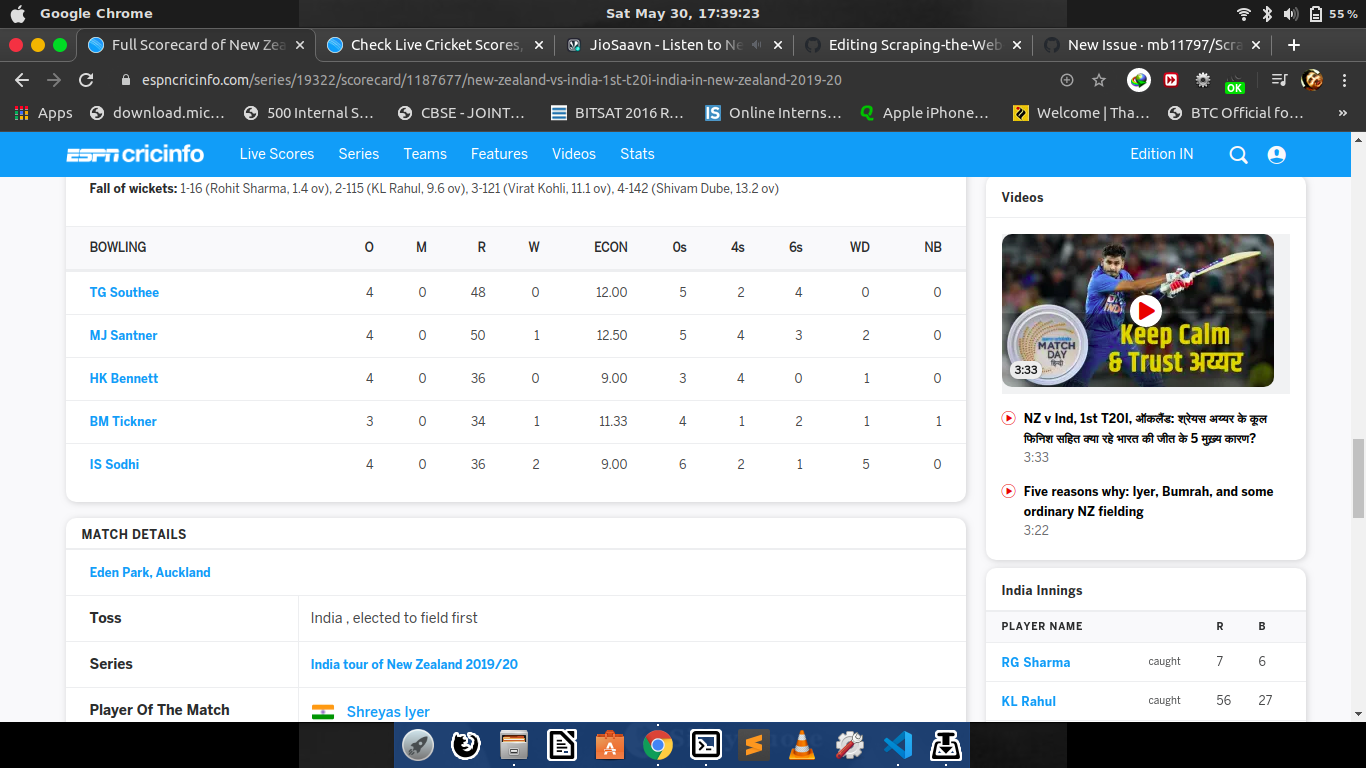 Google Chrome
Sat May 30, 17:39:23
55 %
Full Scorecard of New Zea
Check Live Cricket Scores,
JioSaavn - Listen to Ne
Editing Scraping-the-Web
New Issue · mb11797/Scra
espncricinfo.com/series/19322/scorecard/1187677/new-zealand-vs-india-1st-t20i-india-in-new-zealand-2019-20
OK
Apps
download.mic...
500 Internal S...
CBSE - JOINT...
BITSAT 2016 R...
IS Online Interns...
Apple iPhone...
Welcome | Tha...
BTC Official fo...
»
ESPN cricinfo
Live Scores Series Teams Features Videos Stats
Edition IN
Fall of wickets: 1-16 (Rohit Sharma, 1.4 ov), 2-115 (KL Rahul, 9.6 ov), 3-121 (Virat Kohli, 11.1 ov), 4-142 (Shivam Dube, 13.2 ov)
BOWLING O M R W ECON 0s 4s 6s WD NB
TG Southee 4 0 48 0 12.00 5 2 4 0 0
MJ Santner 4 0 50 1 12.50 5 4 3 2 0
HK Bennett 4 0 36 0 9.00 3 4 0 1 0
BM Tickner 3 0 34 1 11.33 4 1 2 1 1
IS Sodhi 4 0 36 2 9.00 6 2 1 5 0
MATCH DETAILS
Eden Park, Auckland
Toss India , elected to field first
Series India tour of New Zealand 2019/20
Player Of The Match Shreyas Iyer
Videos
MATCH DAY हिन्दी
Keep Calm
& Trust अय्यर
3:33
NZ v Ind, 1st T20I, ऑकलैंड: श्रेयस अय्यर के कूल
फिनिश सहित क्या रहे भारत की जीत के 5 मुख्य कारण?
3:33
Five reasons why: Iyer, Bumrah, and some
ordinary NZ fielding
3:22
India Innings
PLAYER NAME R B
RG Sharma caught 7 6
KL Rahul caught 56 27